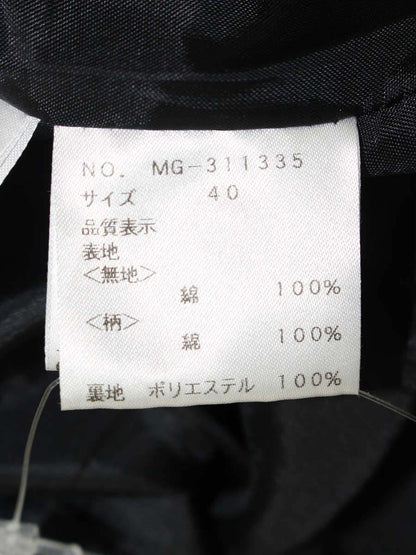 NO. MG-311335
サイズ 40
品質表示
表地
<無地>
綿 100%
<柄>
綿 100%
裏地 ポリエステル 100%